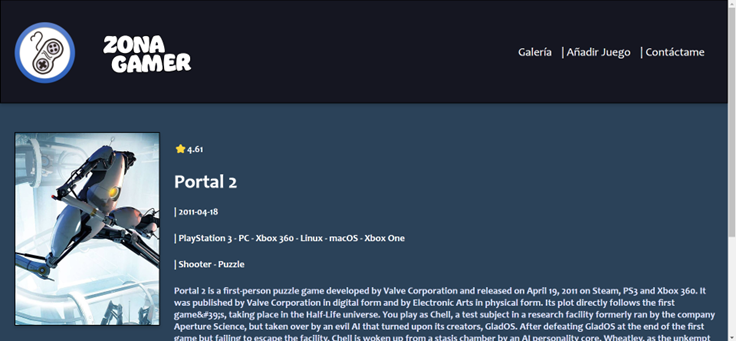 ZONA
GAMER
Galería | Añadir Juego | Contáctame
4.61
Portal 2
| 2011-04-18
| PlayStation 3 - PC - Xbox 360 - Linux - macOS - Xbox One
| Shooter - Puzzle
Portal 2 is a first-person puzzle game developed by Valve Corporation and released on April 19, 2011 on Steam, PS3 and Xbox 360. It
was published by Valve Corporation in digital form and by Electronic Arts in physical form. Its plot directly follows the first
game&#39;s, taking place in the Half-Life universe. You play as Chell, a test subject in a research facility formerly ran by the company
Aperture Science, but taken over by an evil AI that turned upon its creators, GladOS. After defeating GladOS at the end of the first
game but failing to escape the facility, Chell is woken up from a stasis chamber by an AI personality core, Wheatley, as the unkempt